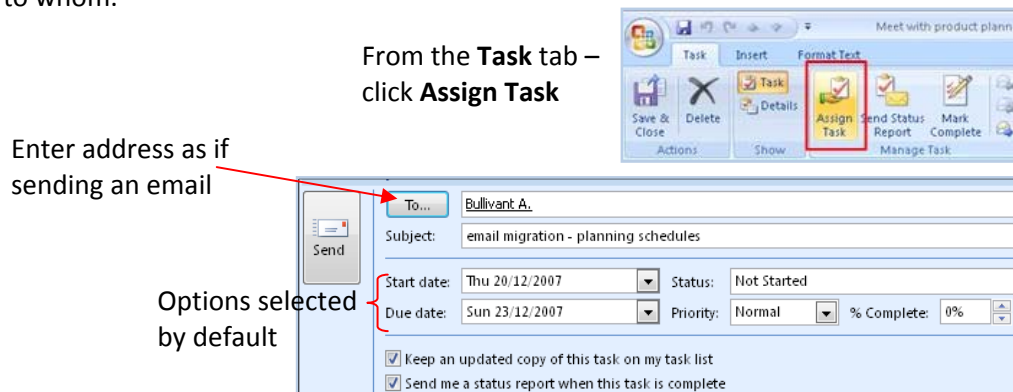 to whom.
From the Task tab –
click Assign Task
Meet with product plann
Task Insert Format Text
Save & Close
Delete
Task
Details
Assign Task
Send Status Report
Mark Complete
Actions Show Manage Task
Enter address as if
sending an email
Send
To... Bullivant A.
Subject: email migration - planning schedules
Options selected
by default
Start date: Thu 20/12/2007 Status: Not Started
Due date: Sun 23/12/2007 Priority: Normal % Complete: 0%
Keep an updated copy of this task on my task list
Send me a status report when this task is complete